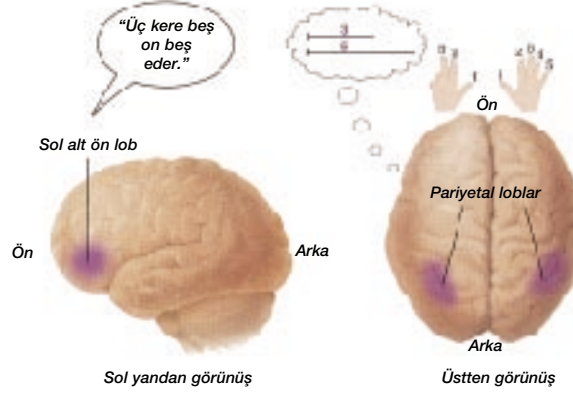 “Üç kere beş
on beş
eder.”
Sol alt ön lob
Ön
Arka
Sol yandan görünüş
3
6
Ön
Pariyetal loblar
Arka
Üstten görünüş